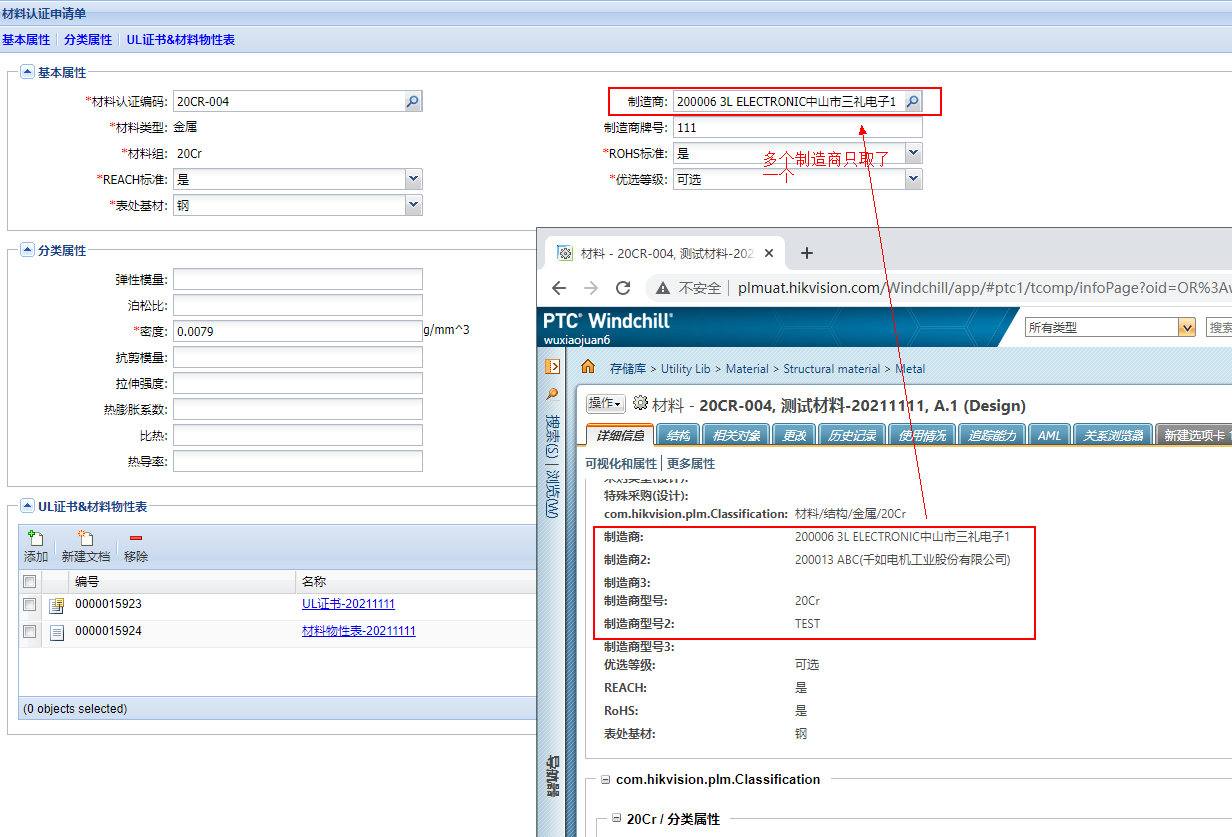 材料认证申请单
基本属性 分类属性 UL证书&材料物性表
基本属性
*材料认证编码: 20CR-004
制造商: 200006 3L ELECTRONIC中山市三礼电子1
*材料类型: 金属
制造商牌号: 111
*材料组: 20Cr
*ROHS标准: 是
*REACH标准: 是
*优选等级: 可选
*表处基材: 钢
多个制造商只取了
一个
分类属性
弹性模量:
泊松比:
*密度: 0.0079 g/mm^3
抗剪模量:
拉伸强度:
热膨胀系数:
比热:
热导率:
UL证书&材料物性表
添加 新建文档 移除
编号 名称
0000015923 UL证书-20211111
0000015924 材料物性表-20211111
(0 objects selected)
材料 - 20CR-004, 测试材料-202
不安全 plmuat.hikvision.com/Windchill/app/#ptc1/tcomp/infoPage?oid=OR%3A
PTC Windchill
wuxiaojuan6
所有类型 搜索
存储库 > Utility Lib > Material > Structural material > Metal
搜索(S) | 浏览(W)
导航器
操作 材料 - 20CR-004, 测试材料-20211111, A.1 (Design)
详细信息 结构 相关对象 更改 历史记录 使用情况 追踪能力 AML 关系浏览器 新建选项卡 1
可视化和属性 更多属性
采购类型(设计):
特殊采购(设计):
com.hikvision.plm.Classification: 材料/结构/金属/20Cr
制造商: 200006 3L ELECTRONIC中山市三礼电子1
制造商2: 200013 ABC(千如电机工业股份有限公司)
制造商3:
制造商型号: 20Cr
制造商型号2: TEST
制造商型号3:
优选等级: 可选
REACH: 是
RoHS: 是
表处基材: 钢
com.hikvision.plm.Classification
20Cr / 分类属性